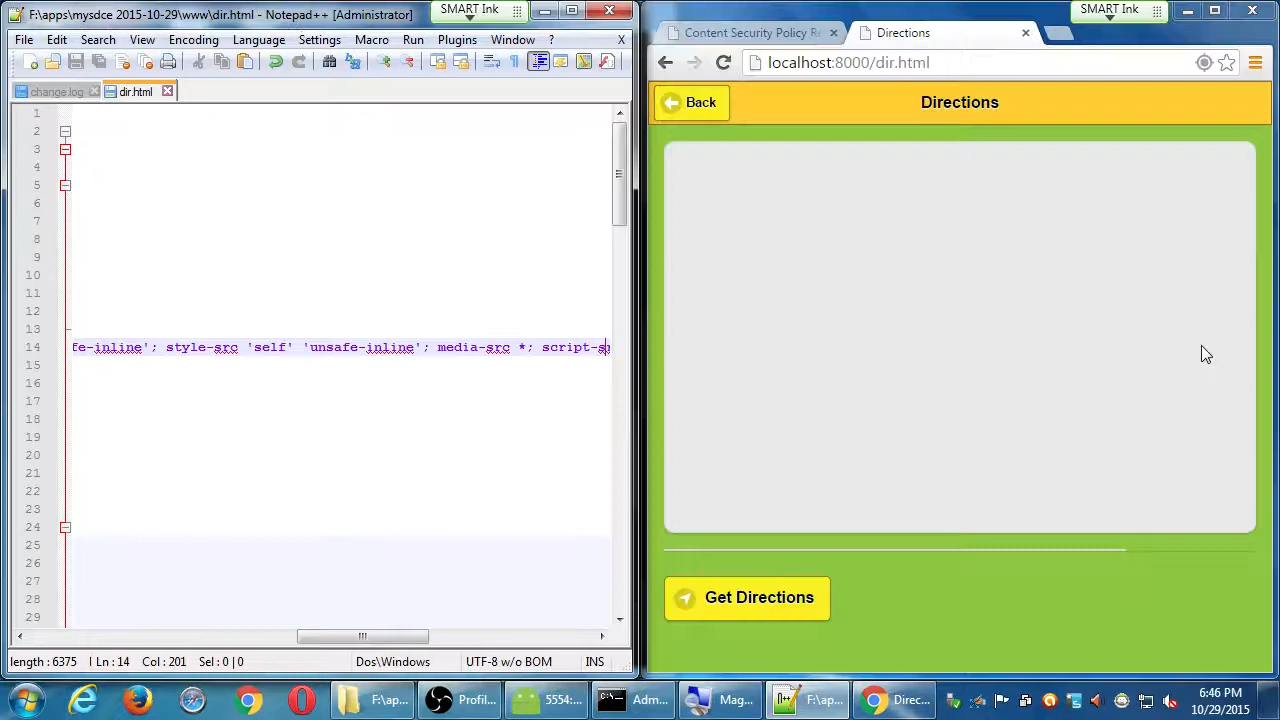 F:\apps\mysdce 2015-10-29\www\dir.html - Notepad++ [Administrator]
SMART Ink
File Edit Search View Encoding Language Settings Macro Run Plugins Window ? X
change.log dir.html
1
2
3
4
5
6
7
8
9
10
11
12
13
14 fe-inline'; style-src 'self' 'unsafe-inline'; media-src *; script-sr
15
16
17
18
19
20
21
22
23
24
25
26
27
28
29
length : 6375 Ln : 14 Col : 201 Sel : 0 | 0 Dos\Windows UTF-8 w/o BOM INS
SMART Ink
Content Security Policy Re Directions
localhost:8000/dir.html
Back Directions
Get Directions
F:\ap... Profil... 5554:... Adm... Mag... F:\ap... Direc...
6:46 PM
10/29/2015